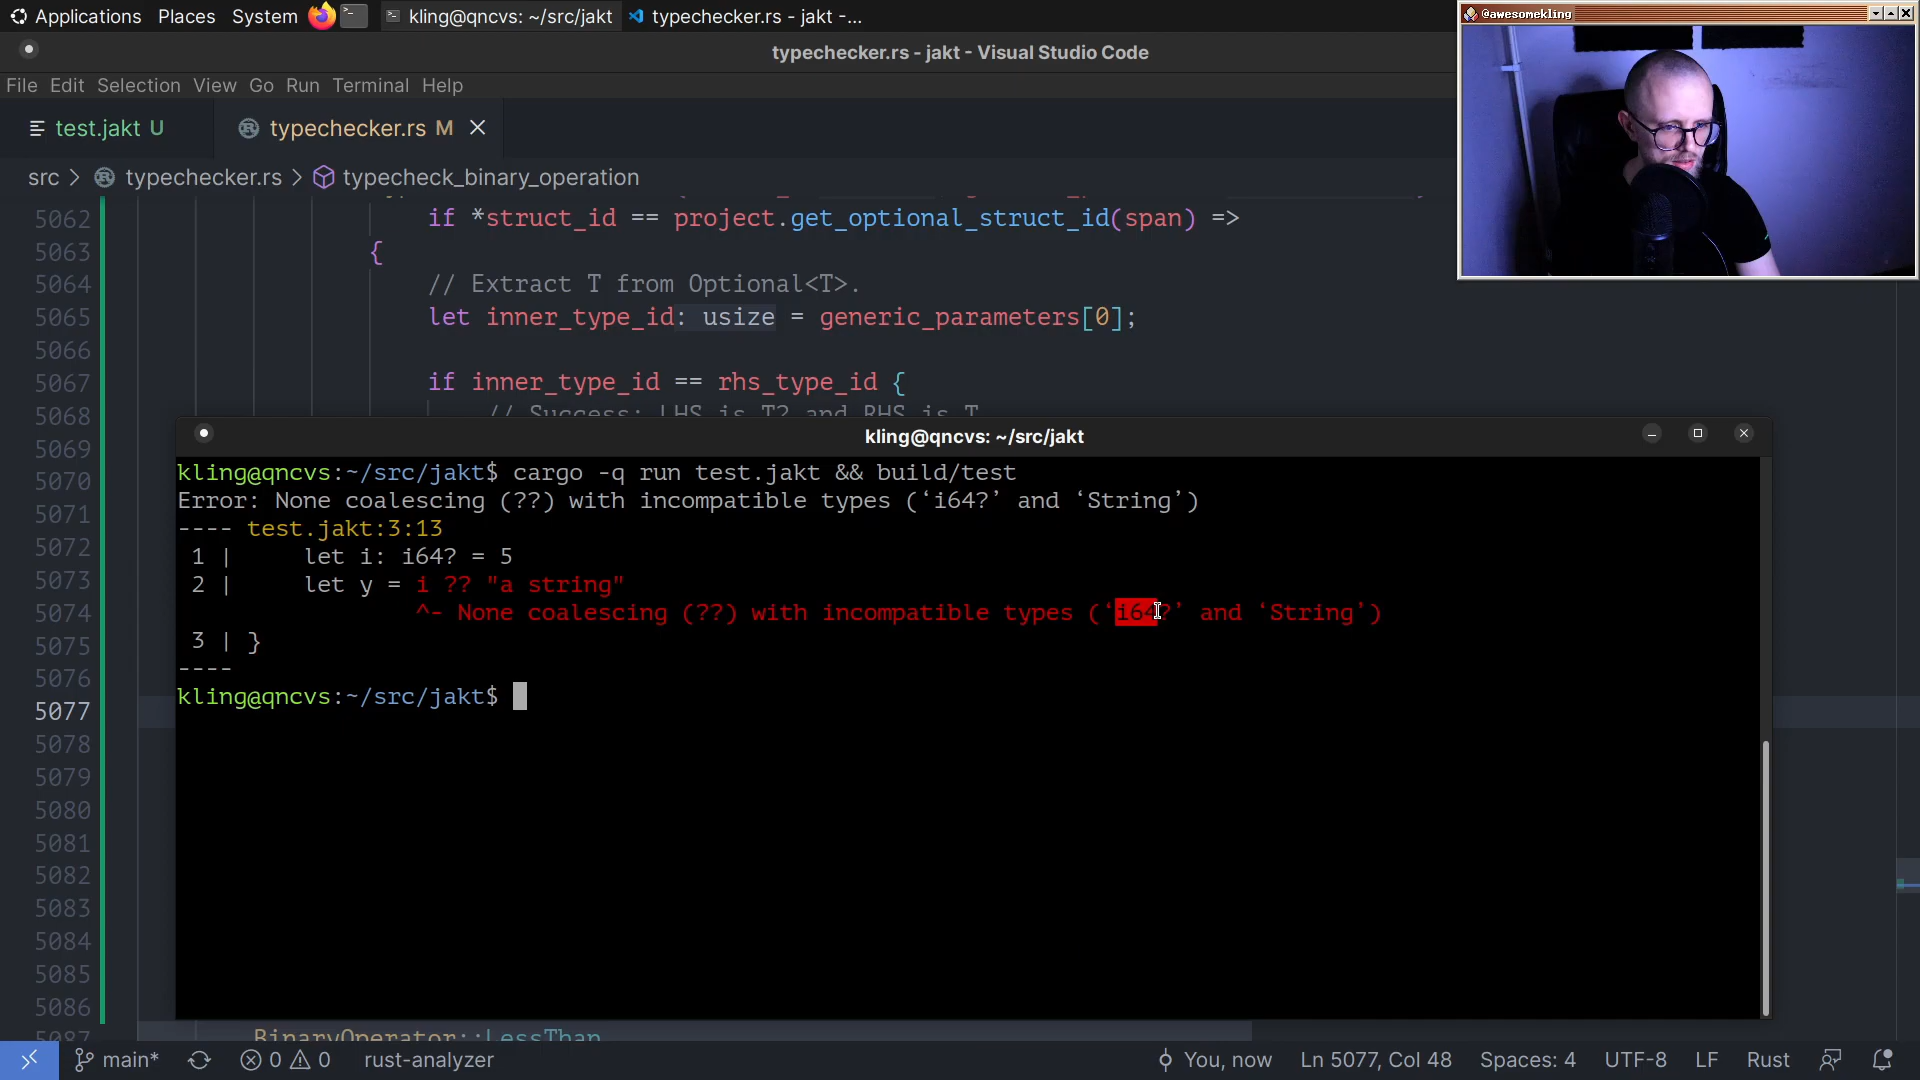 Applications Places System kling@qncvs: ~/src/jakt typechecker.rs - jakt -...
@awesomekling
typechecker.rs - jakt - Visual Studio Code
File Edit Selection View Go Run Terminal Help
test.jakt U typechecker.rs M
src > typechecker.rs > typecheck_binary_operation
5062 if *struct_id == project.get_optional_struct_id(span) =>
5063 {
5064 // Extract T from Optional<T>.
5065 let inner_type_id: usize = generic_parameters[0];
5066
5067 if inner_type_id == rhs_type_id {
5068 // Success: LHS is T? and RHS is T.
5069
5070
5071
5072
5073
5074
5075
5076
5077
5078
5079
5080
5081
5082
5083
5084
5085
5086
5087 BinaryOperator::LessThan
kling@qncvs: ~/src/jakt
kling@qncvs:~/src/jakt$ cargo -q run test.jakt && build/test
Error: None coalescing (??) with incompatible types (‘i64?’ and ‘String’)
---- test.jakt:3:13
1 | let i: i64? = 5
2 | let y = i ?? "a string"
^- None coalescing (??) with incompatible types (‘i64?’ and ‘String’)
3 | }
----
kling@qncvs:~/src/jakt$
main* 0 0 rust-analyzer You, now Ln 5077, Col 48 Spaces: 4 UTF-8 LF Rust